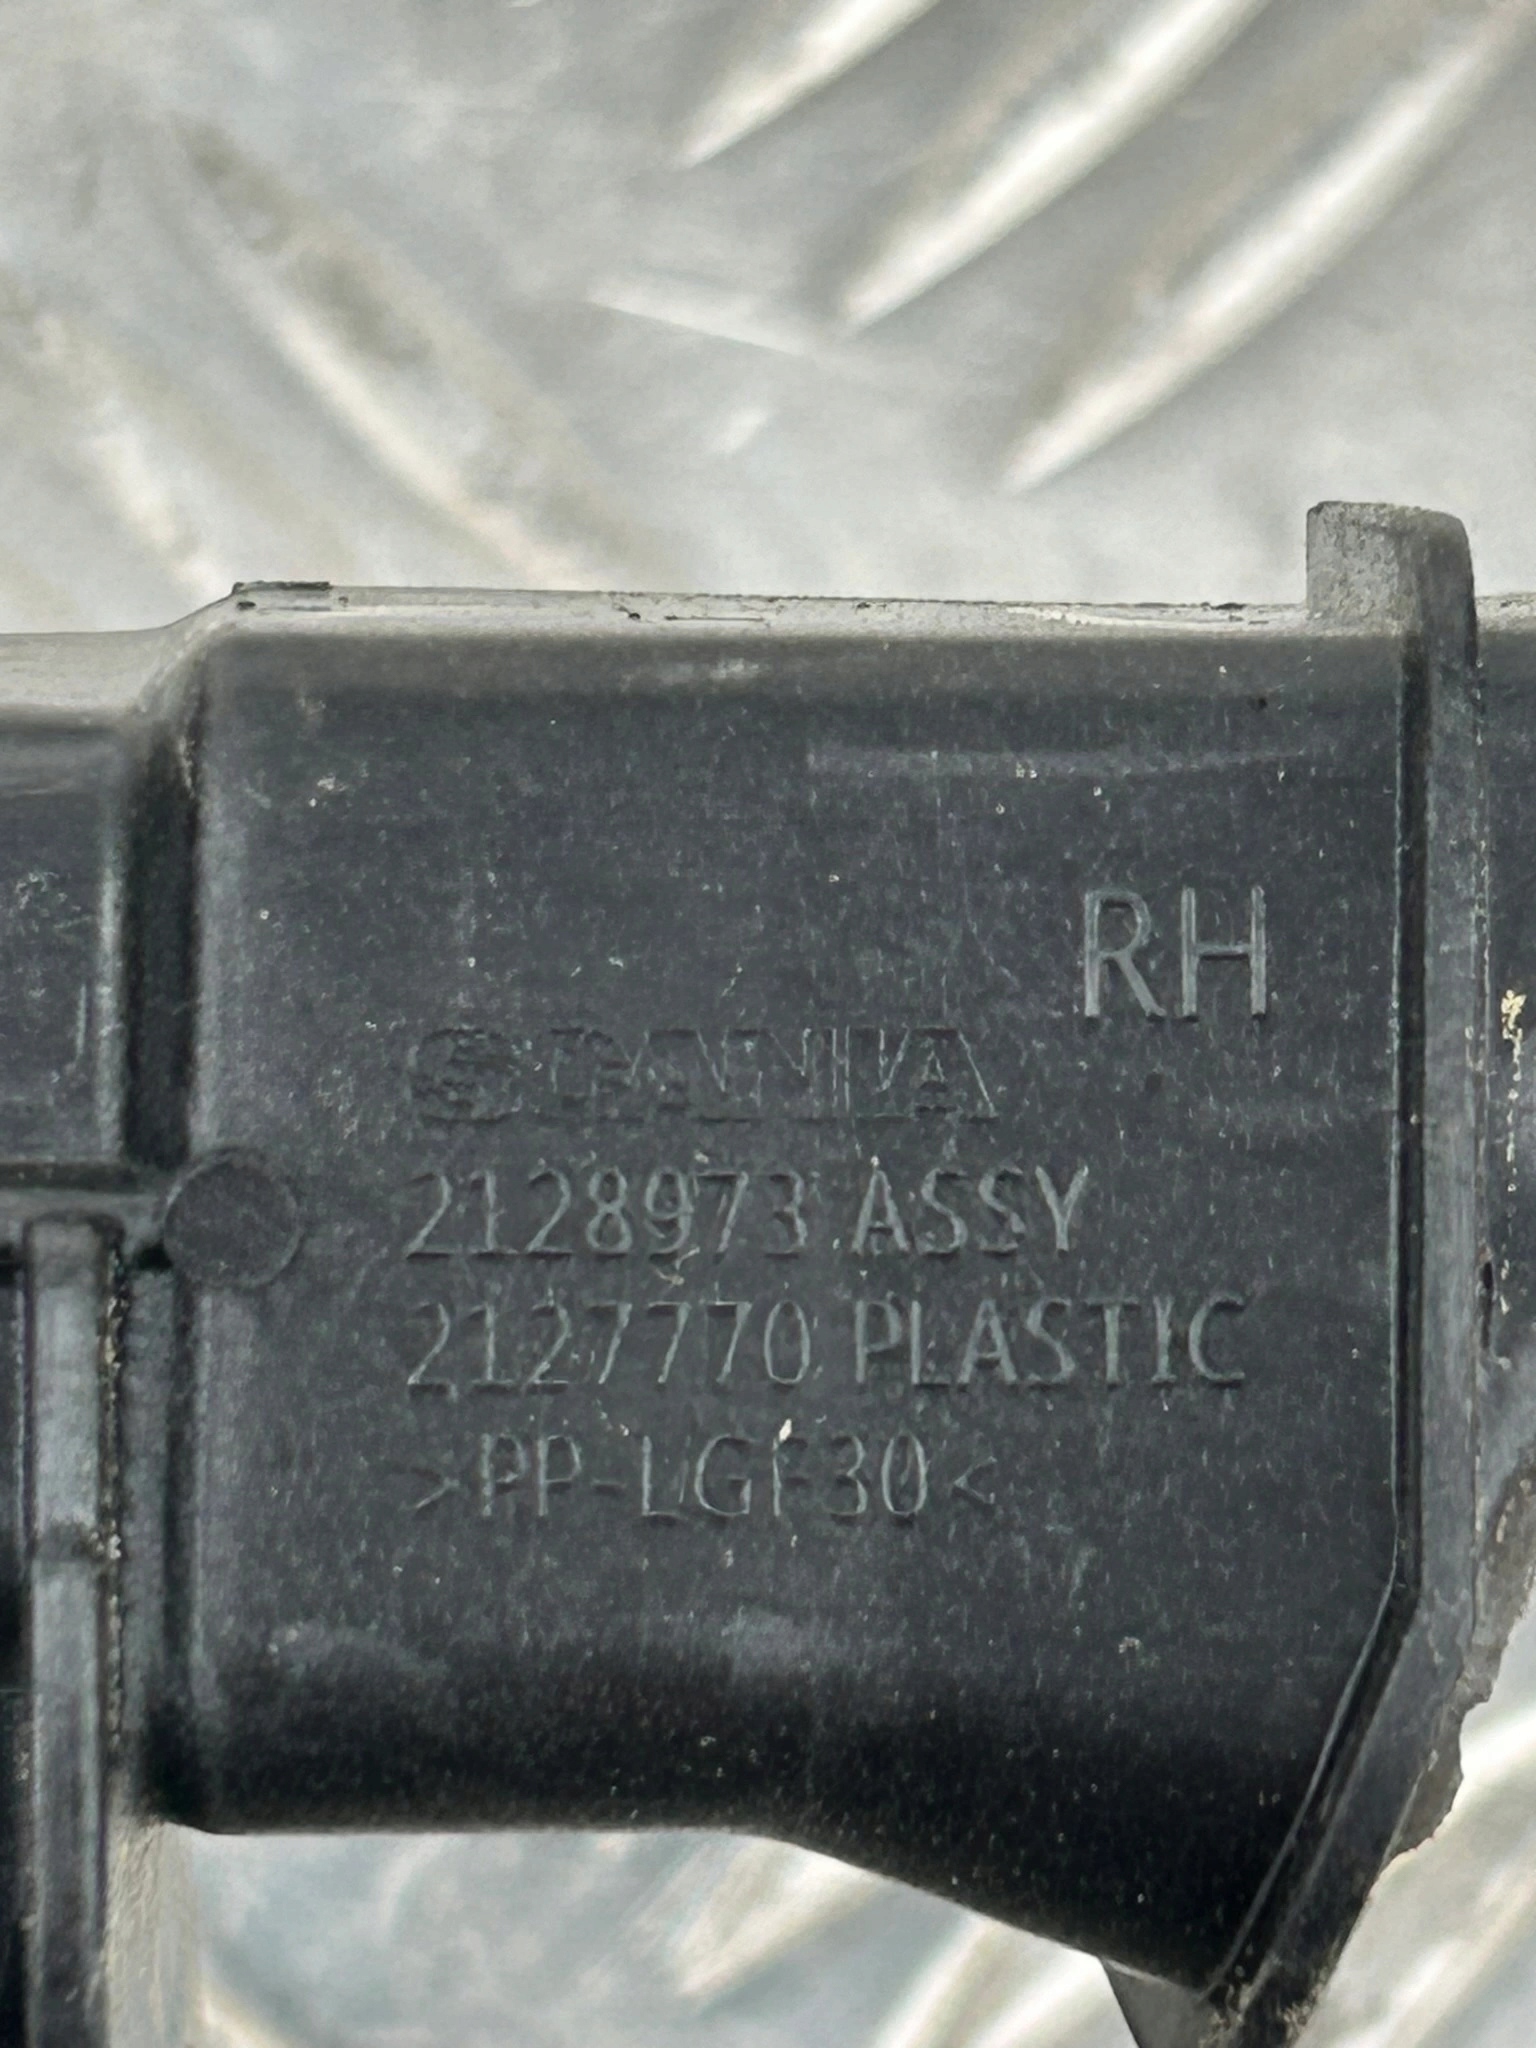 RH
SCANIA
2128973 ASSY
2127770 PLASTIC
>PP-LGF30<